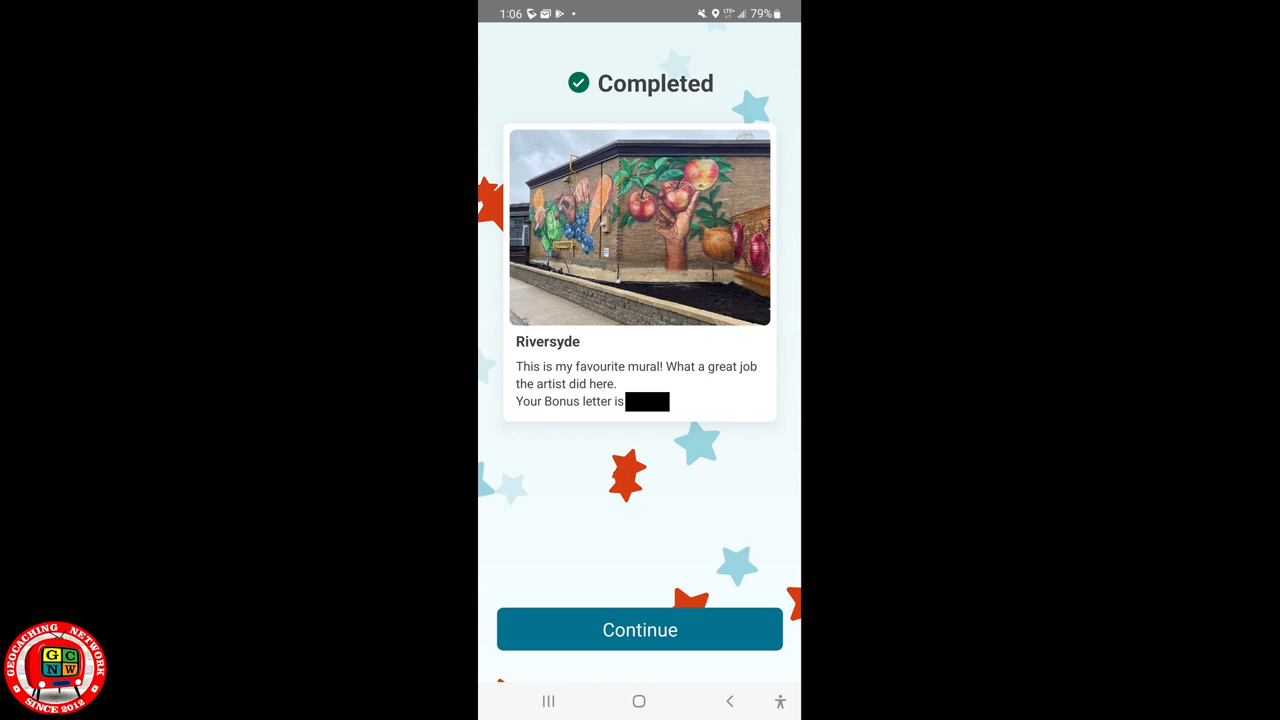 1:06
LTE+
79%
Completed
Riversyde
This is my favourite mural! What a great job
the artist did here.
Your Bonus letter is
Continue
GEOCACHING NETWORK
G C
N W
SINCE 2012